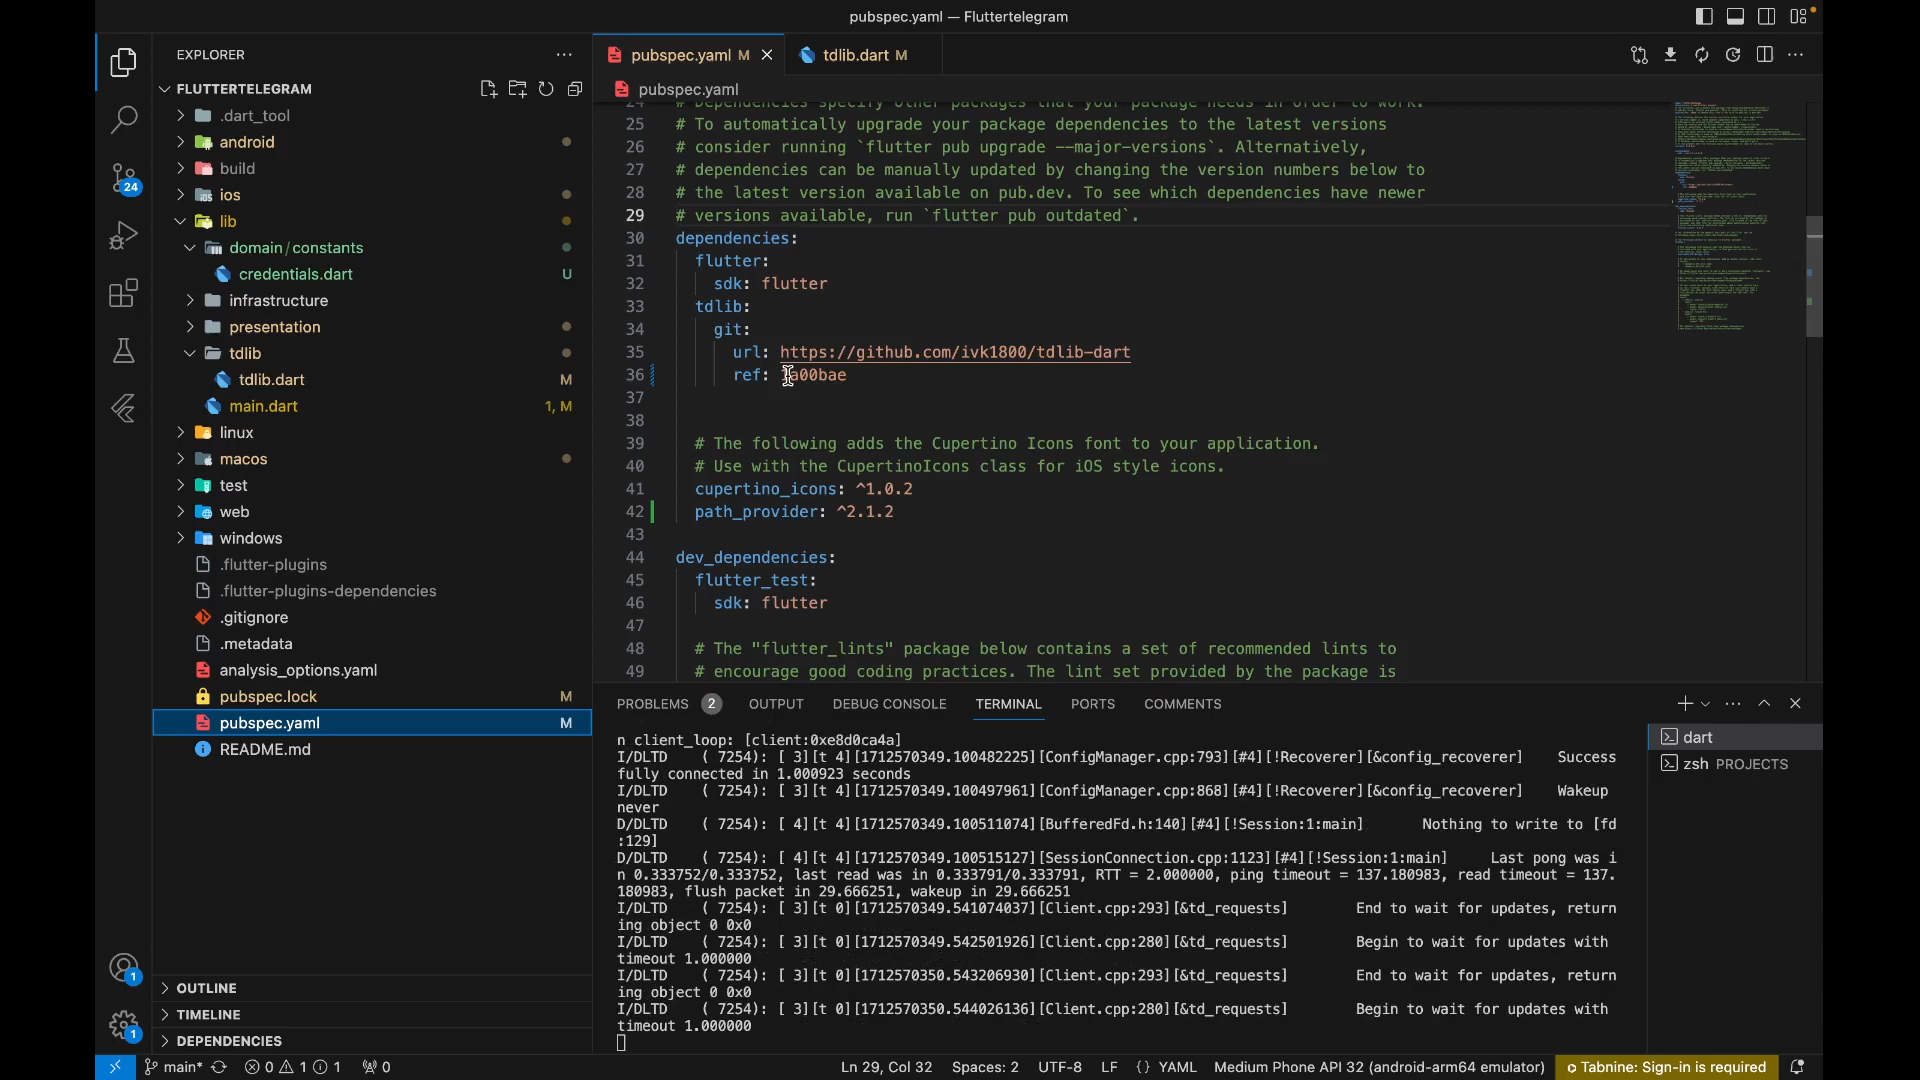 pubspec.yaml — Fluttertelegram
EXPLORER
FLUTTERTELEGRAM
.dart_tool
android
build
ios
lib
domain/constants
credentials.dart U
infrastructure
presentation
tdlib
tdlib.dart M
main.dart 1, M
linux
macos
test
web
windows
.flutter-plugins
.flutter-plugins-dependencies
.gitignore
.metadata
analysis_options.yaml
pubspec.lock M
pubspec.yaml M
README.md
OUTLINE
TIMELINE
DEPENDENCIES
24
1
1
pubspec.yaml M
tdlib.dart M
pubspec.yaml
24 # Dependencies specify other packages that your package needs in order to work.
25 # To automatically upgrade your package dependencies to the latest versions
26 # consider running `flutter pub upgrade --major-versions`. Alternatively,
27 # dependencies can be manually updated by changing the version numbers below to
28 # the latest version available on pub.dev. To see which dependencies have newer
29 # versions available, run `flutter pub outdated`.
30 dependencies:
31 flutter:
32 sdk: flutter
33 tdlib:
34 git:
35 url: https://github.com/ivk1800/tdlib-dart
36 ref: a00bae
37
38
39 # The following adds the Cupertino Icons font to your application.
40 # Use with the CupertinoIcons class for iOS style icons.
41 cupertino_icons: ^1.0.2
42 path_provider: ^2.1.2
43
44 dev_dependencies:
45 flutter_test:
46 sdk: flutter
47
48 # The "flutter_lints" package below contains a set of recommended lints to
49 # encourage good coding practices. The lint set provided by the package is
PROBLEMS 2 OUTPUT DEBUG CONSOLE TERMINAL PORTS COMMENTS
dart
zsh PROJECTS
n client_loop: [client:0xe8d0ca4a]
I/DLTD ( 7254): [ 3][t 4][1712570349.100482225][ConfigManager.cpp:793][#4][!Recoverer][&config_recoverer] Success
fully connected in 1.000923 seconds
I/DLTD ( 7254): [ 3][t 4][1712570349.100497961][ConfigManager.cpp:868][#4][!Recoverer][&config_recoverer] Wakeup
never
D/DLTD ( 7254): [ 4][t 4][1712570349.100511074][BufferedFd.h:140][#4][!Session:1:main] Nothing to write to [fd
:129]
D/DLTD ( 7254): [ 4][t 4][1712570349.100515127][SessionConnection.cpp:1123][#4][!Session:1:main] Last pong was i
n 0.333752/0.333752, last read was in 0.333791/0.333791, RTT = 2.000000, ping timeout = 137.180983, read timeout = 137.
180983, flush packet in 29.666251, wakeup in 29.666251
I/DLTD ( 7254): [ 3][t 0][1712570349.541074037][Client.cpp:293][&td_requests] End to wait for updates, return
ing object 0 0x0
I/DLTD ( 7254): [ 3][t 0][1712570349.542501926][Client.cpp:280][&td_requests] Begin to wait for updates with
timeout 1.000000
I/DLTD ( 7254): [ 3][t 0][1712570350.543206930][Client.cpp:293][&td_requests] End to wait for updates, return
ing object 0 0x0
I/DLTD ( 7254): [ 3][t 0][1712570350.544026136][Client.cpp:280][&td_requests] Begin to wait for updates with
timeout 1.000000
main* 0 1 1 0 Ln 29, Col 32 Spaces: 2 UTF-8 LF {} YAML Medium Phone API 32 (android-arm64 emulator) Tabnine: Sign-in is required